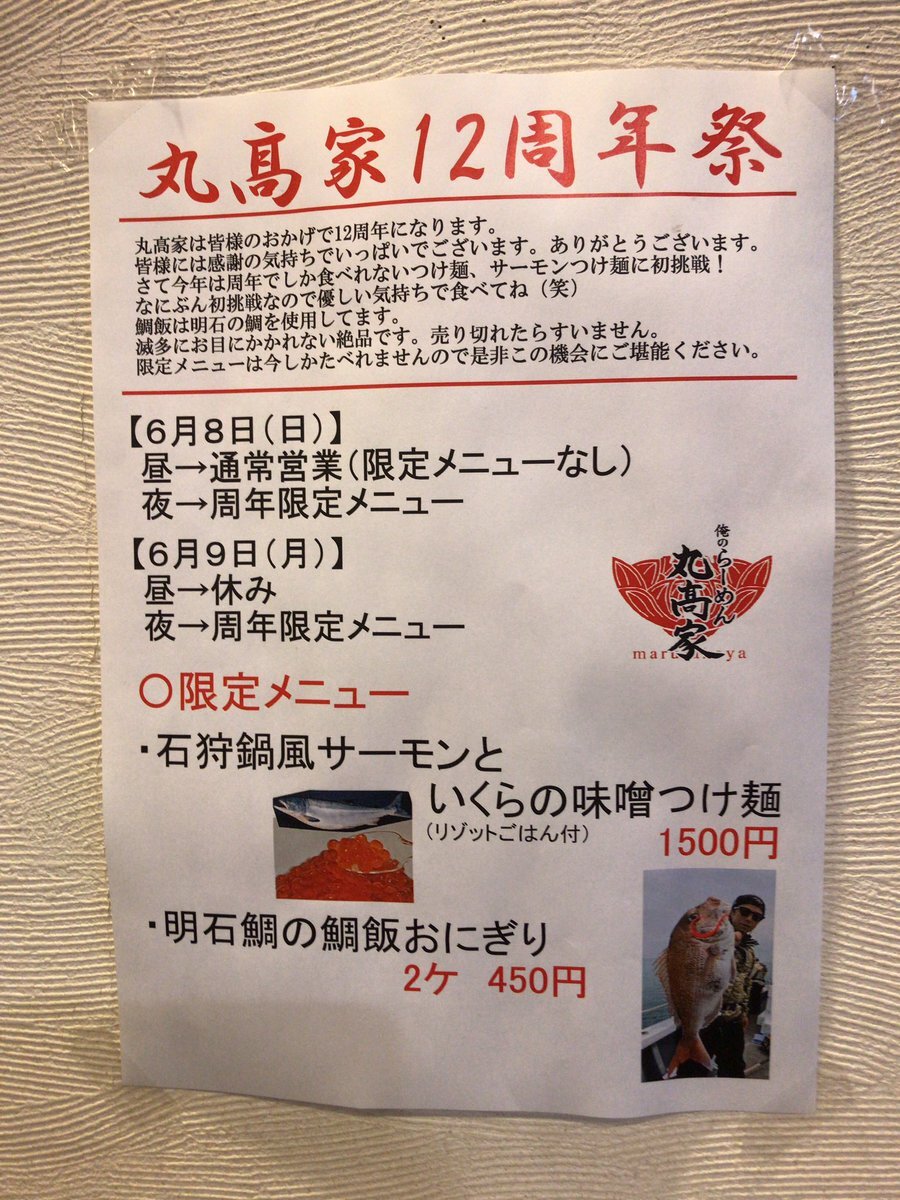 丸髙家12周年祭
丸髙家は皆様のおかげで12周年になります。
皆様には感謝の気持ちでいっぱいでございます。ありがとうございます。
さて今年は周年でしか食べれないつけ麺、サーモンつけ麺に初挑戦！
なにぶん初挑戦なので優しい気持ちで食べてね（笑）
鯛飯は明石の鯛を使用してます。
滅多にお目にかかれない絶品です。売り切れたらすいません。
限定メニューは今しかたべれませんので是非この機会にご堪能ください。
【６月８日（日）】
昼→通常営業（限定メニューなし）
夜→周年限定メニュー
【６月９日（月）】
昼→休み
夜→周年限定メニュー
俺のらーめん
丸髙家
〇限定メニュー
・石狩鍋風サーモンと
いくらの味噌つけ麺
（リゾットごはん付）
1500円
・明石鯛の鯛飯おにぎり
2ケ 450円